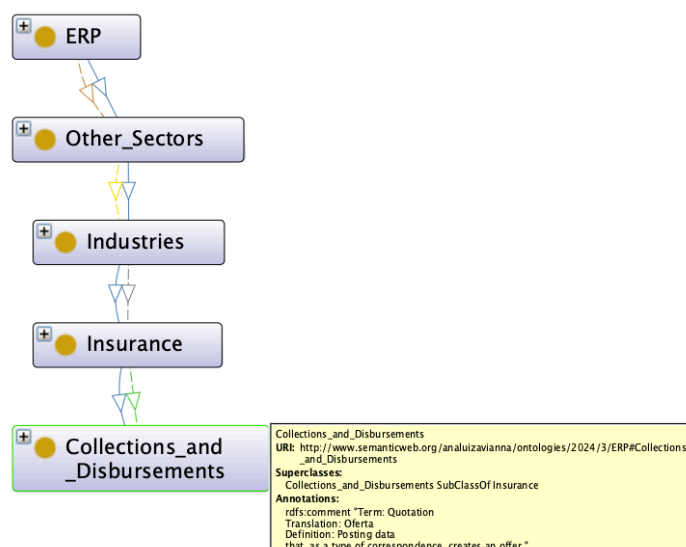 ERP
Other_Sectors
Industries
Insurance
Collections_and
_Disbursements
Collections_and_Disbursements
URI: http://www.semanticweb.org/analuizavianna/ontologies/2024/3/ERP#Collections
_and_Disbursements
Superclasses:
Collections_and_Disbursements SubClassOf Insurance
Annotations:
rdfs:comment "Term: Quotation
Translation: Oferta
Definition: Posting data
that, as a type of correspondence, creates an offer."